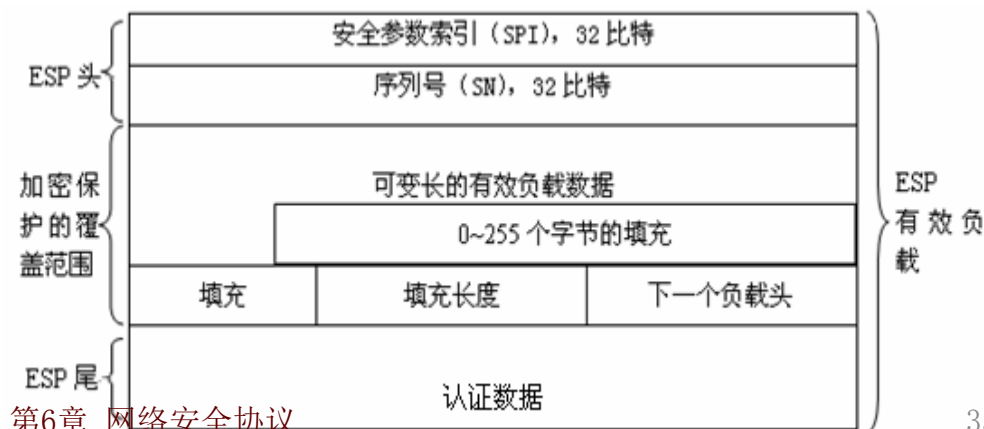 安全参数索引（SPI），32比特
ESP 头
序列号（SN），32比特
加密保
护的覆
盖范围
可变长的有效负载数据
0~255 个字节的填充
填充
填充长度
下一个负载头
ESP
有效负
载
ESP 尾
认证数据
第6章 网络安全协议